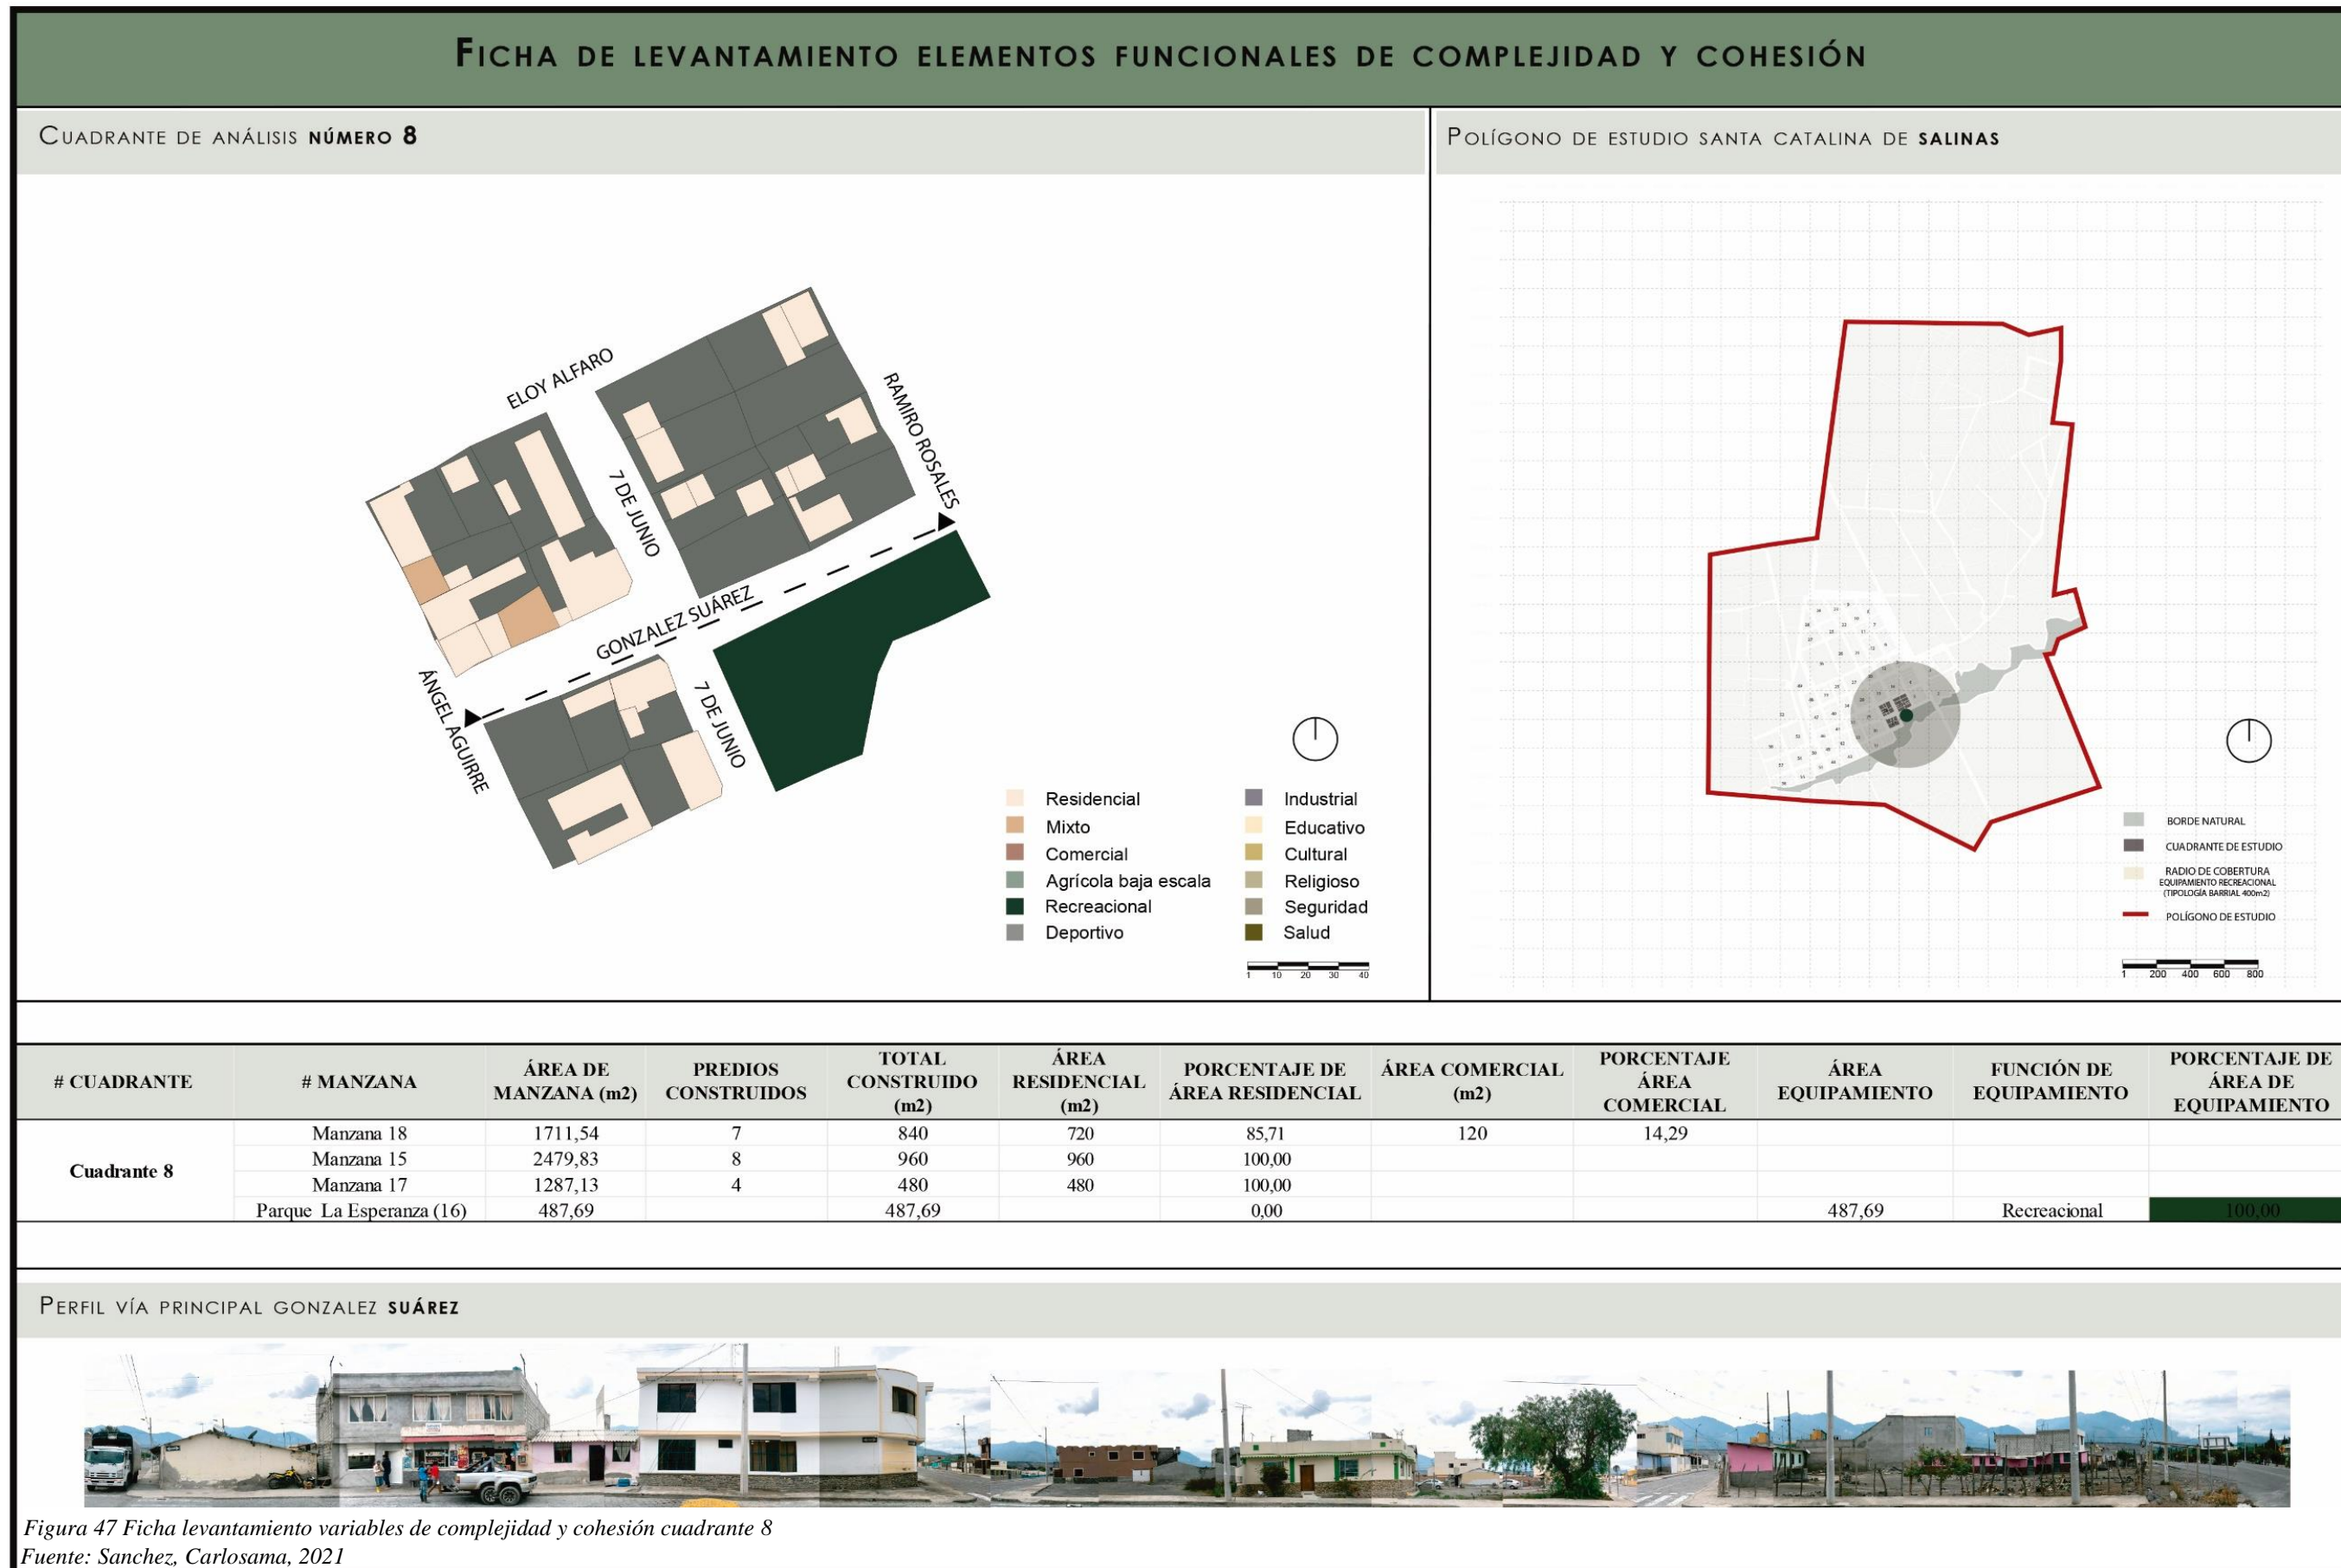 FICHA DE LEVANTAMIENTO ELEMENTOS FUNCIONALES DE COMPLEJIDAD Y COHESIÓN
CUADRANTE DE ANÁLISIS NÚMERO 8
POLÍGONO DE ESTUDIO SANTA CATALINA DE SALINAS
ELOY ALFARO
RAMIRO ROSALES
7 DE JUNIO
GONZALEZ SUÁREZ
ÁNGEL AGUIRRE
7 DE JUNIO
Residencial
Mixto
Comercial
Agrícola baja escala
Recreacional
Deportivo
Industrial
Educativo
Cultural
Religioso
Seguridad
Salud
1 10 20 30 40
BORDE NATURAL
CUADRANTE DE ESTUDIO
RADIO DE COBERTURA
EQUIPAMIENTO RECREACIONAL
(TIPOLOGÍA BARRIAL 400m2)
POLÍGONO DE ESTUDIO
1 200 400 600 800
# CUADRANTE # MANZANA ÁREA DE MANZANA (m2) PREDIOS CONSTRUIDOS TOTAL CONSTRUIDO (m2) ÁREA RESIDENCIAL (m2) PORCENTAJE DE ÁREA RESIDENCIAL ÁREA COMERCIAL (m2) PORCENTAJE ÁREA COMERCIAL ÁREA EQUIPAMIENTO FUNCIÓN DE EQUIPAMIENTO PORCENTAJE DE ÁREA DE EQUIPAMIENTO
Cuadrante 8
Manzana 18 1711,54 7 840 720 85,71 120 14,29
Manzana 15 2479,83 8 960 960 100,00
Manzana 17 1287,13 4 480 480 100,00
Parque La Esperanza (16) 487,69 487,69 0,00 487,69 Recreacional 100,00
PERFIL VÍA PRINCIPAL GONZALEZ SUÁREZ
Figura 47 Ficha levantamiento variables de complejidad y cohesión cuadrante 8
Fuente: Sanchez, Carlosama, 2021